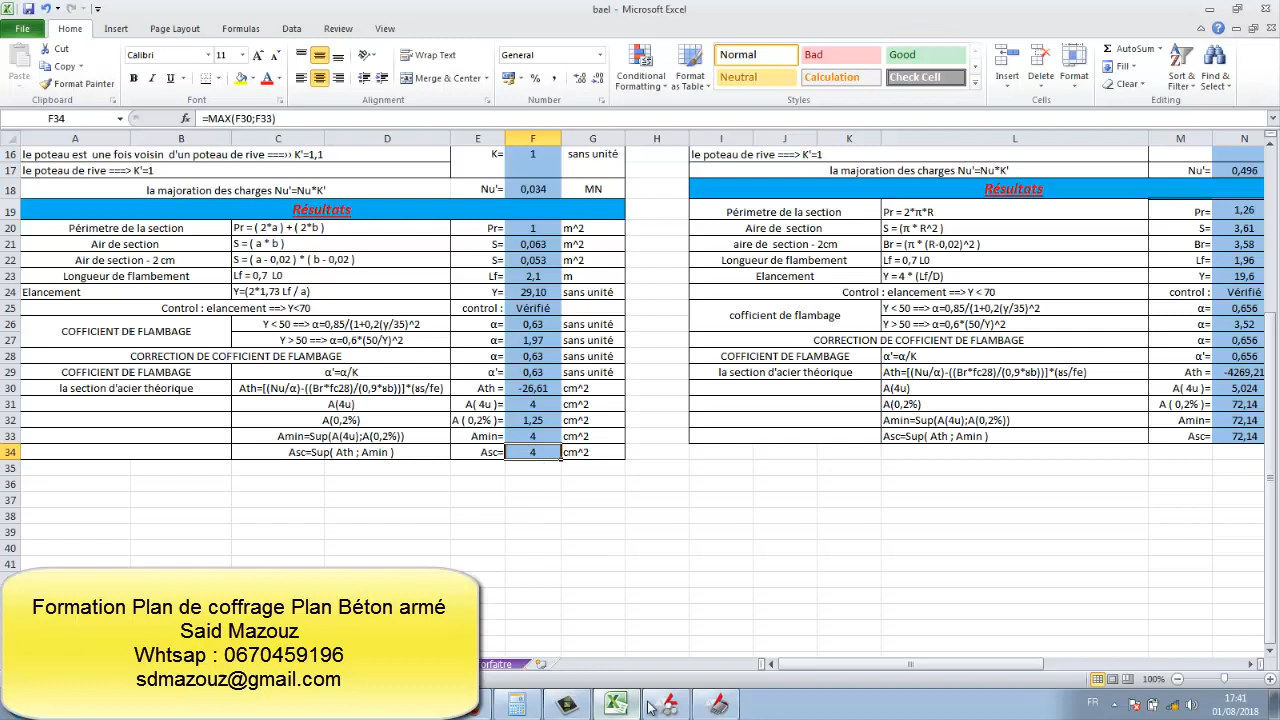 bael - Microsoft Excel
File Home Insert Page Layout Formulas Data Review View
Paste Cut Copy Format Painter Clipboard
Calibri 11 Font
Wrap Text Merge & Center Alignment
General Number
Conditional Formatting Format as Table Normal Bad Good Neutral Calculation Check Cell Styles
Insert Delete Format Cells
AutoSum Fill Clear Sort & Filter Find & Select Editing
F34 fx =MAX(F30;F33)
A B C D E F G H I J K L M N
16 le poteau est une fois voisin d'un poteau de rive ===›› K'=1,1 K= 1 sans unité le poteau de rive ===> K'=1
17 le poteau de rive ===> K'=1 la majoration des charges Nu'=Nu*K' Nu'= 0,496
18 la majoration des charges Nu'=Nu*K' Nu'= 0,034 MN Résultats
19 Résultats Périmetre de la section Pr = 2*π*R Pr= 1,26
20 Périmetre de la section Pr = ( 2*a ) + ( 2*b ) Pr= 1 m^2 Aire de section S = (π * R^2 ) S= 3,61
21 Air de section S = ( a * b ) S= 0,063 m^2 aire de section - 2cm Br = (π * (R-0,02)^2 ) Br= 3,58
22 Air de section - 2 cm S = ( a - 0,02 ) * ( b - 0,02 ) S= 0,053 m^2 Longueur de flambement Lf = 0,7 L0 Lf= 1,96
23 Longueur de flambement Lf = 0,7 L0 Lf= 2,1 m Elancement Y = 4 * (Lf/D) Y= 19,6
24 Elancement Y=(2*1,73 Lf / a) Y= 29,10 sans unité Control : elancement ==> Y < 70 control : Vérifié
25 Control : elancement ==> Y<70 control : Vérifié cofficient de flambage Y < 50 ==> α=0,85/(1+0,2(γ/35)^2 α: 0,656
26 COFFICIENT DE FLAMBAGE Y < 50 ==> α=0,85/(1+0,2(γ/35)^2 α: 0,63 sans unité Y > 50 ==> α=0,6*(50/Y)^2 α: 3,52
27 Y > 50 ==> α=0,6*(50/Y)^2 α: 1,97 sans unité CORRECTION DE COFFICIENT DE FLAMBAGE α: 0,656
28 CORRECTION DE COFFICIENT DE FLAMBAGE α: 0,63 sans unité COFFICIENT DE FLAMBAGE α'=α/K α'= 0,656
29 COFFICIENT DE FLAMBAGE α'=α/K α'= 0,63 sans unité la section d'acier théorique Ath=[(Nu/α)-((Br*fc28)/(0,9*ɤb))]*(ɤs/fe) Ath = -4269,21
30 la section d'acier théorique Ath=[(Nu/α)-((Br*fc28)/(0,9*ɤb))]*(ɤs/fe) Ath = -26,61 cm^2 A(4u) A( 4u )= 5,024
31 A(4u) A( 4u )= 4 cm^2 A(0,2%) A ( 0,2% )= 72,14
32 A(0,2%) A ( 0,2% )= 1,25 cm^2 Amin=Sup(A(4u);A(0,2%)) Amin= 72,14
33 Amin=Sup(A(4u);A(0,2%)) Amin= 4 cm^2 Asc=Sup( Ath ; Amin ) Asc= 72,14
34 Asc=Sup( Ath ; Amin ) Asc= 4 cm^2
35
36
37
38
39
40
41
Formation Plan de coffrage Plan Béton armé
Said Mazouz
Whtsap : 0670459196
sdmazouz@gmail.com
orfaitre
100%
FR 17:41
01/08/2018